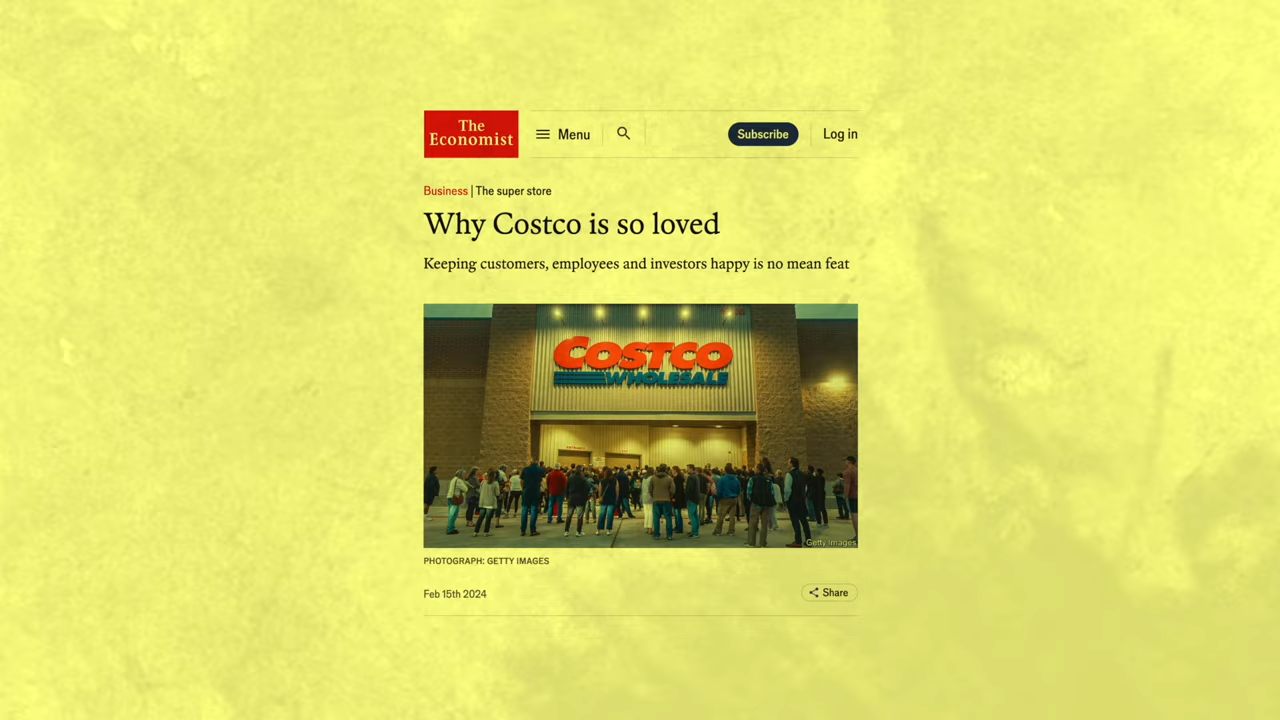 The
Economist
Menu
Subscribe
Log in
Business | The super store
Why Costco is so loved
Keeping customers, employees and investors happy is no mean feat
COSTCO
WHOLESALE
Getty Images
PHOTOGRAPH: GETTY IMAGES
Feb 15th 2024
Share